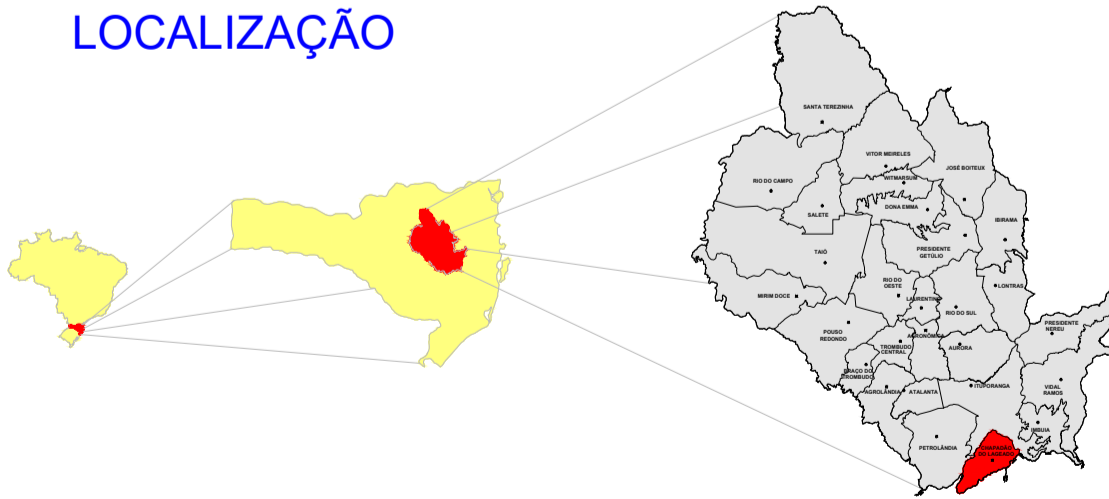 LOCALIZAÇÃO
SANTA TEREZINHA
VITOR MEIRELES
JOSÉ BOITEUX
RIO DO CAMPO
WITMARSUM
SALETE
DONA EMMA
IBIRAMA
TAIÓ
PRESIDENTE
GETÚLIO
RIO DO
OESTE
LONTRAS
MIRIM DOCE
LAURENTINO
RIO DO SUL
POUSO
REDONDO
AGRONÔMICA
PRESIDENTE
NEREU
TROMBUDO
CENTRAL
AURORA
BRAÇO DO
TROMBUDO
AGROLÂNDIA
ATALANTA
ITUPORANGA
VIDAL
RAMOS
PETROLÂNDIA
IMBUIA
CHAPADÃO
DO LAGEADO